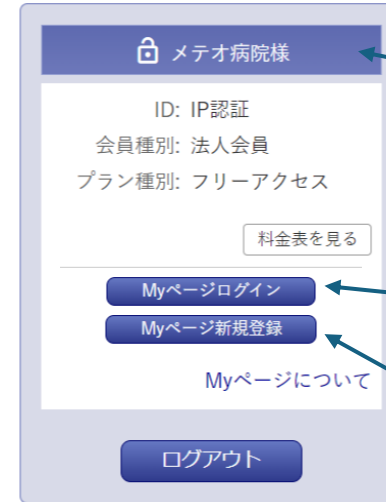 メテオ病院様
ID: IP認証
会員種別: 法人会員
プラン種別: フリーアクセス
料金表を見る
Myページログイン
Myページ新規登録
Myページについて
ログアウト